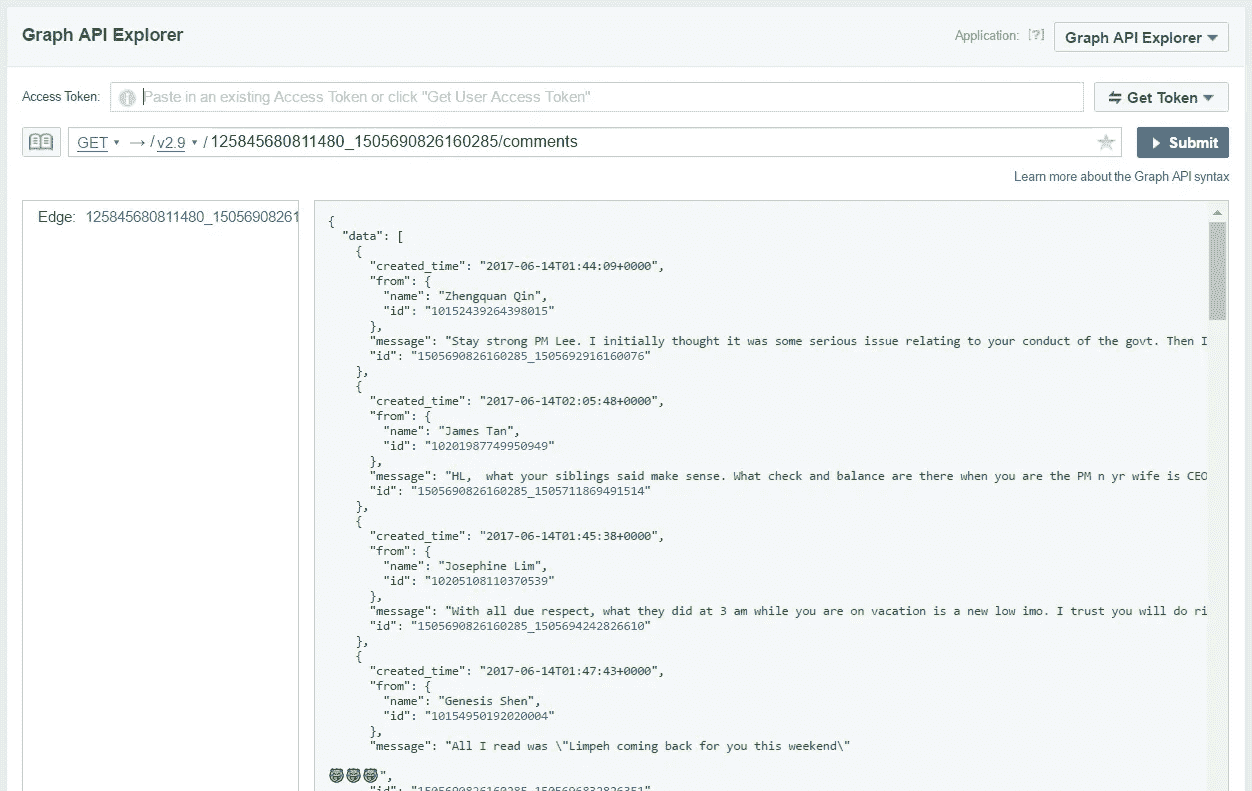 Graph API Explorer
Application: [?] Graph API Explorer
Access Token: Paste in an existing Access Token or click "Get User Access Token" Get Token
GET → / v2.9 / 125845680811480_1505690826160285/comments Submit
Learn more about the Graph API syntax
Edge: 125845680811480_15056908261
{
"data": [
{
"created_time": "2017-06-14T01:44:09+0000",
"from": {
"name": "Zhengquan Qin",
"id": "10152439264398015"
},
"message": "Stay strong PM Lee. I initially thought it was some serious issue relating to your conduct of the govt. Then I
"id": "1505690826160285_1505692916160076"
},
{
"created_time": "2017-06-14T02:05:48+0000",
"from": {
"name": "James Tan",
"id": "10201987749950949"
},
"message": "HL,  what your siblings said make sense. What check and balance are there when you are the PM n yr wife is CEO
"id": "1505690826160285_1505711869491514"
},
{
"created_time": "2017-06-14T01:45:38+0000",
"from": {
"name": "Josephine Lim",
"id": "10205108110370539"
},
"message": "With all due respect, what they did at 3 am while you are on vacation is a new low imo. I trust you will do ri
"id": "1505690826160285_1505694242826610"
},
{
"created_time": "2017-06-14T01:47:43+0000",
"from": {
"name": "Genesis Shen",
"id": "10154950192020004"
},
"message": "All I read was \"Limpeh coming back for you this weekend\"
",
"id": "1505690826160285_1505696832826351"